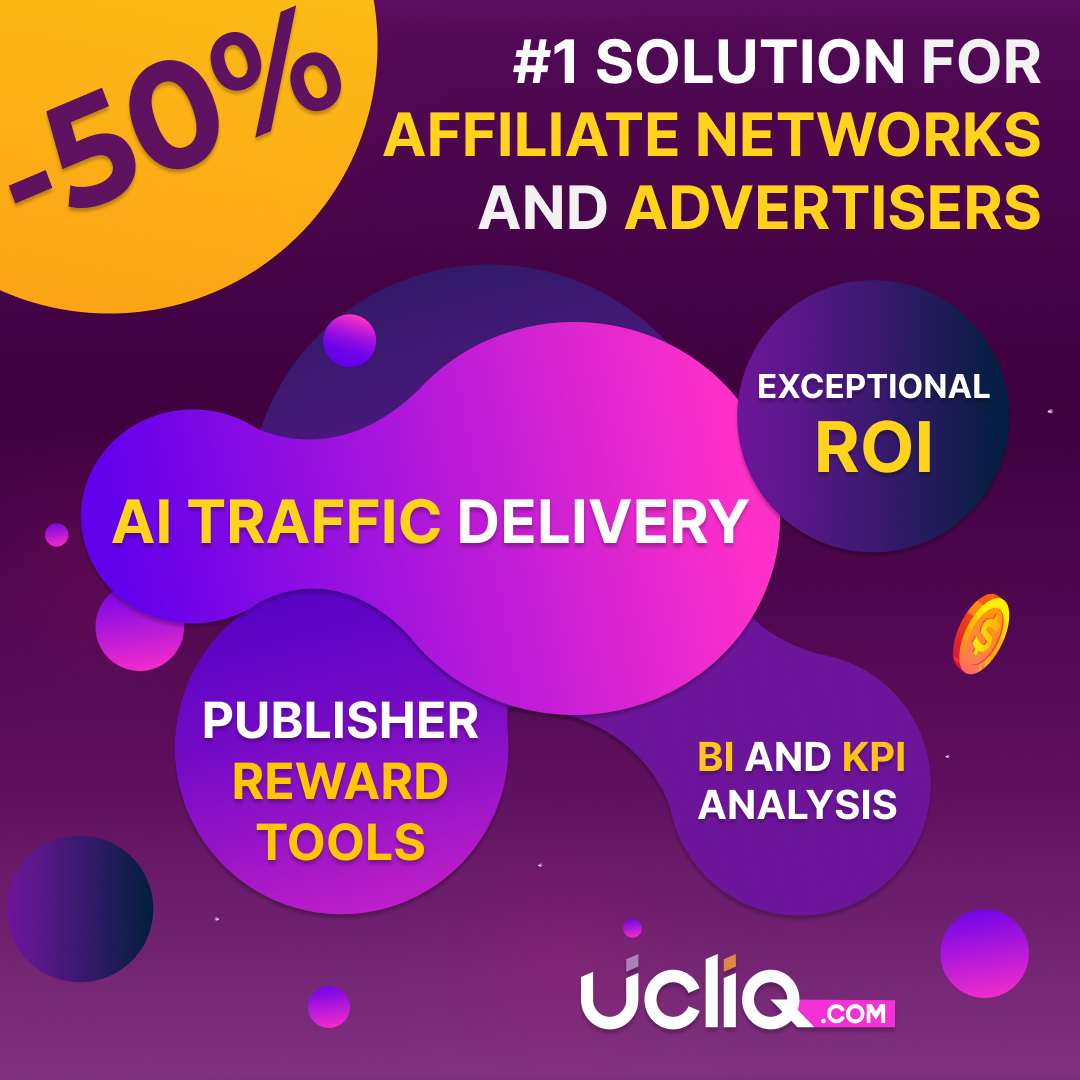 -50%
#1 SOLUTION FOR
AFFILIATE NETWORKS
AND ADVERTISERS
EXCEPTIONAL
ROI
AI TRAFFIC DELIVERY
PUBLISHER
REWARD
TOOLS
BI AND KPI
ANALYSIS
ucliq.COM
$